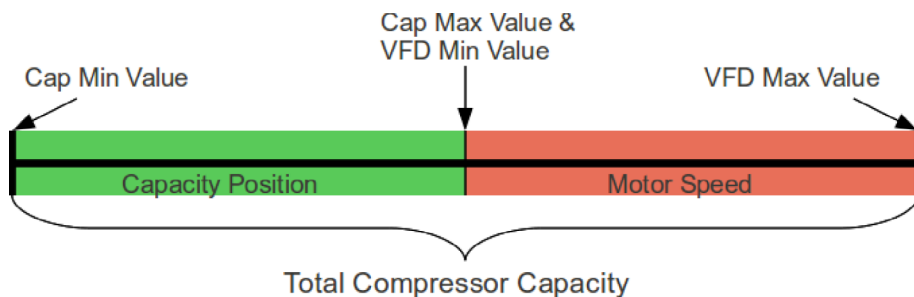 Cap Max Value &
VFD Min Value
Cap Min Value
VFD Max Value
Capacity Position
Motor Speed
Total Compressor Capacity